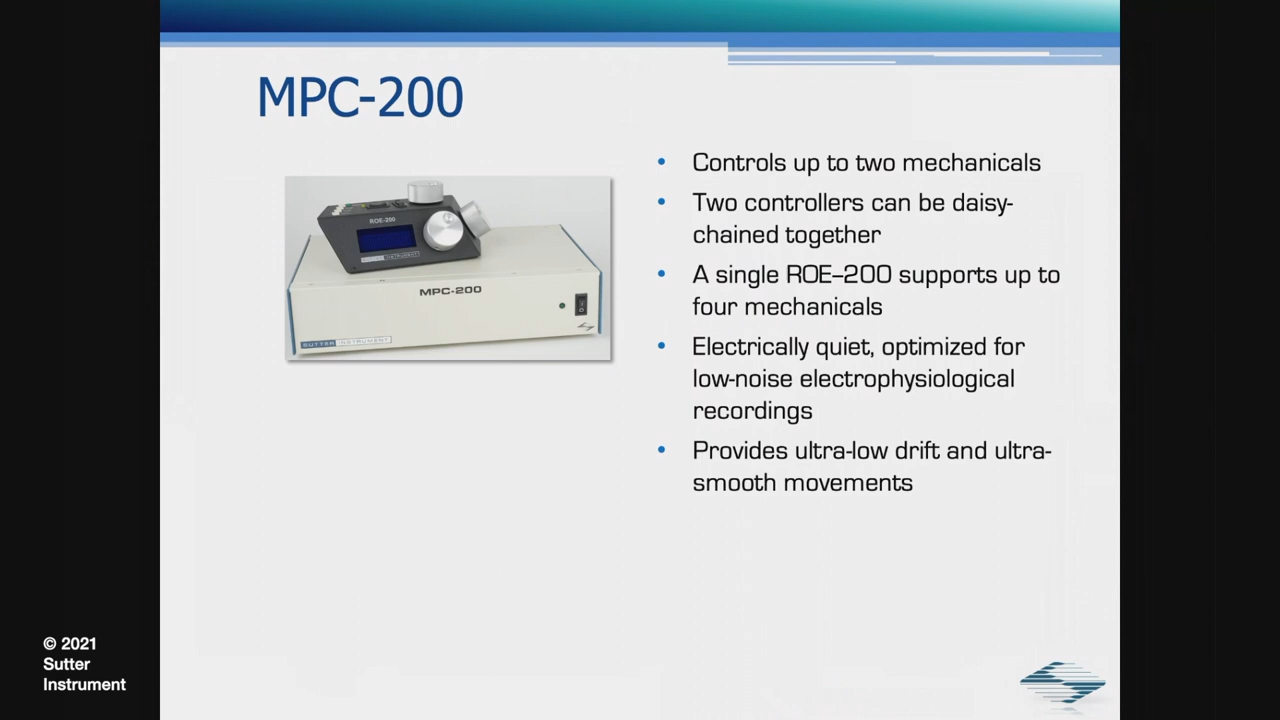 MPC-200
• Controls up to two mechanicals
• Two controllers can be daisy-
chained together
• A single ROE–200 supports up to
four mechanicals
• Electrically quiet, optimized for
low-noise electrophysiological
recordings
• Provides ultra-low drift and ultra-
smooth movements
ROE-200
SUTTER INSTRUMENT
MPC-200
SUTTER INSTRUMENT
© 2021
Sutter
Instrument